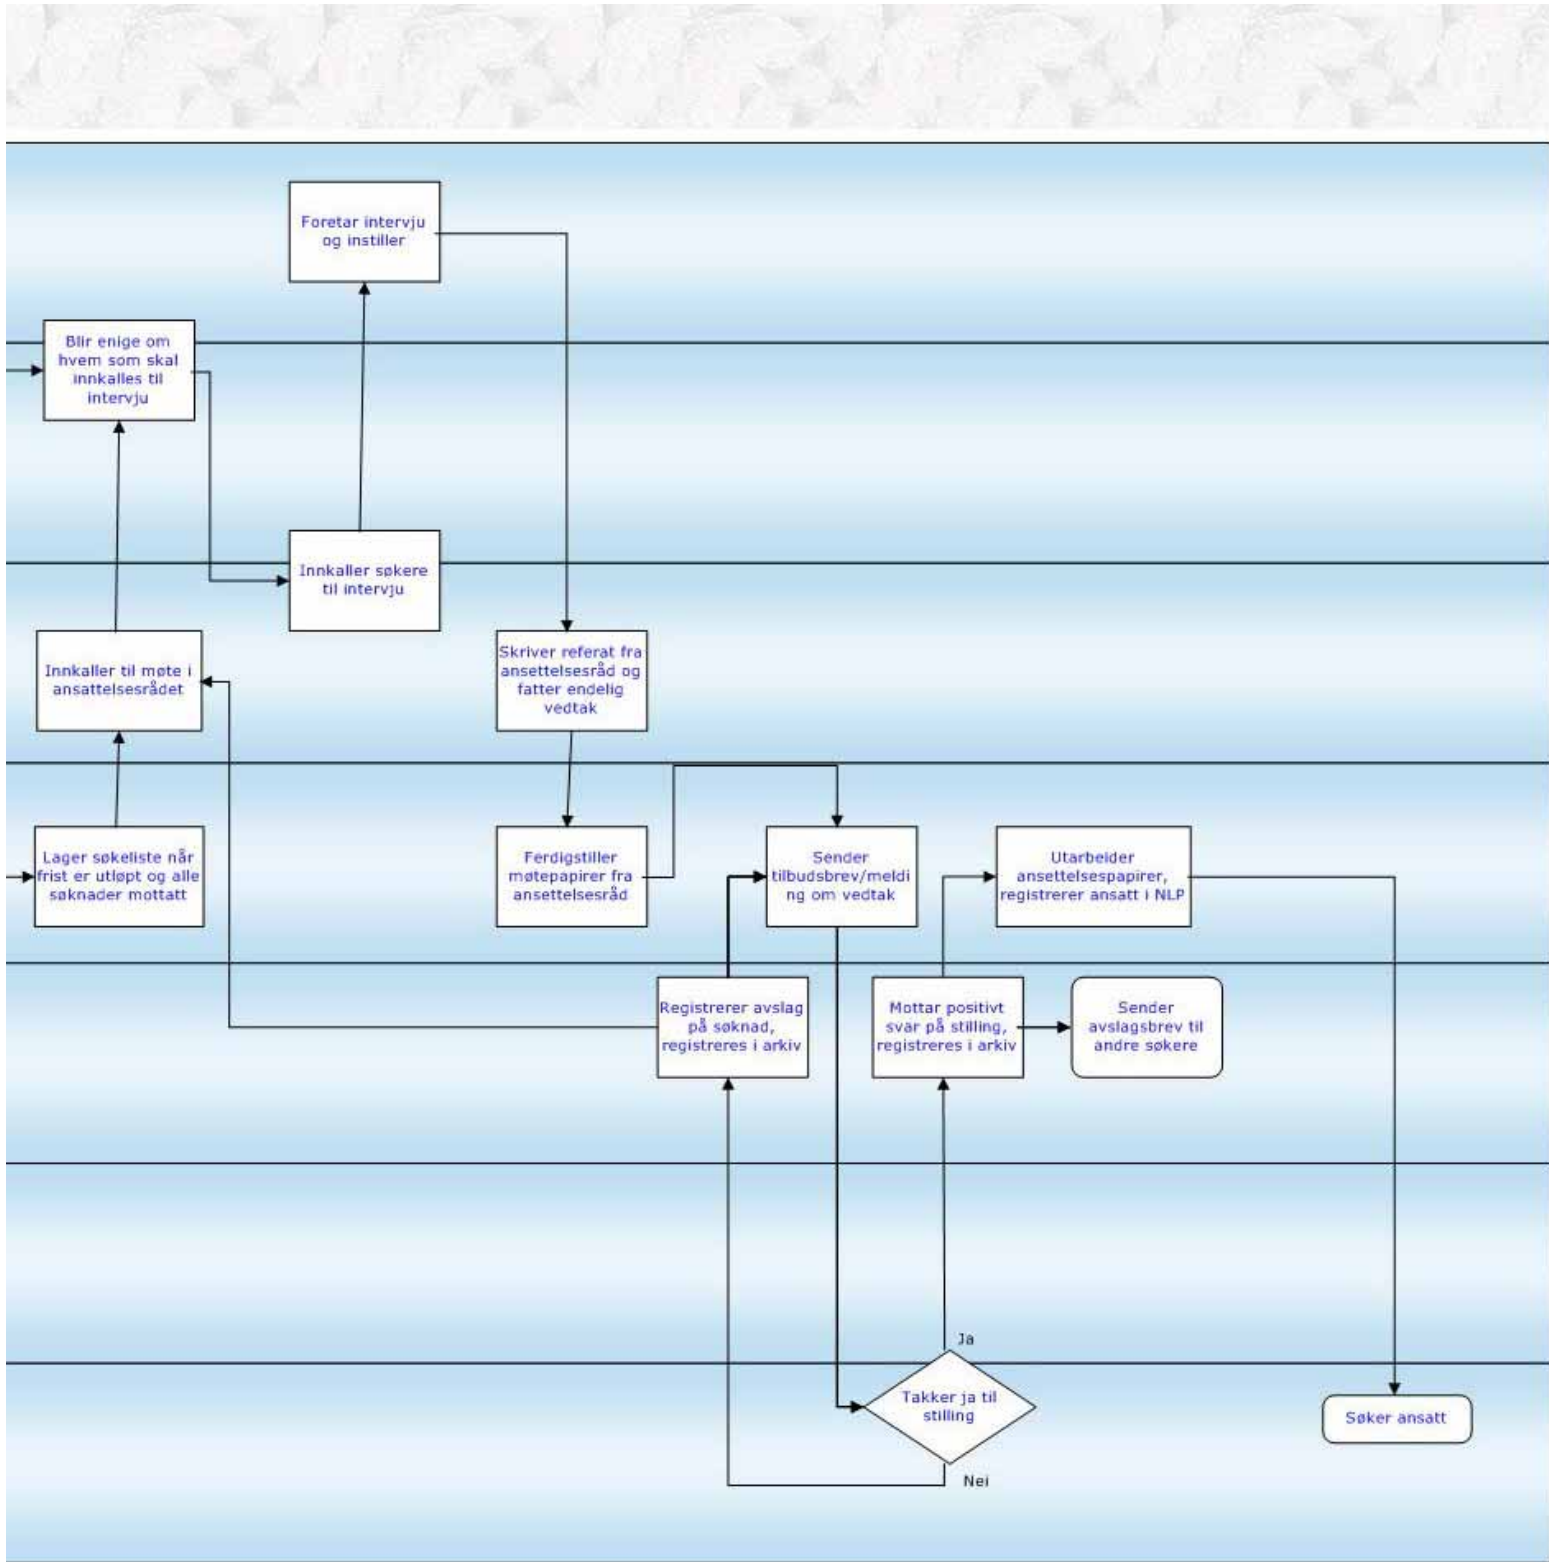 Foretar intervju
og instiller
Blir enige om
hvem som skal
innkalles til
intervju
Innkaller søkere
til intervju
Innkaller til møte i
ansattelsesrådet
Skriver referat fra
ansettelsesråd og
fatter endelig
vedtak
Lager søkeliste når
frist er utløpt og alle
søknader mottatt
Ferdigstiller
møtepapirer fra
ansettelsesråd
Sender
tilbudsbrev/meldi
ng om vedtak
Utarbeider
ansettelsespapirer,
registrerer ansatt i NLP
Registrerer avslag
på søknad,
registreres i arkiv
Mottar positivt
svar på stilling,
registreres i arkiv
Sender
avslagsbrev til
andre søkere
Ja
Takker ja til
stilling
Søker ansatt
Nei